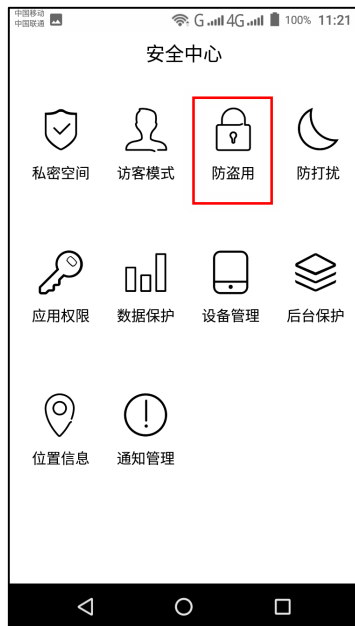 中国移动
中国联通
G 4G 100% 11:21
安全中心
私密空间 访客模式 防盗用 防打扰
应用权限 数据保护 设备管理 后台保护
位置信息 通知管理